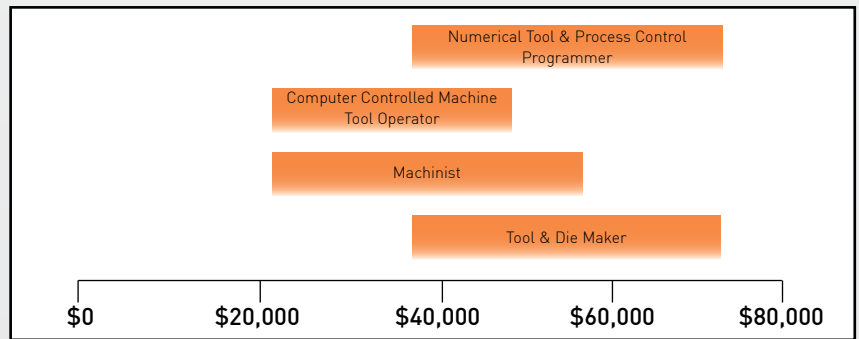 Numerical Tool & Process Control
Programmer
Computer Controlled Machine
Tool Operator
Machinist
Tool & Die Maker
$0 $20,000 $40,000 $60,000 $80,000